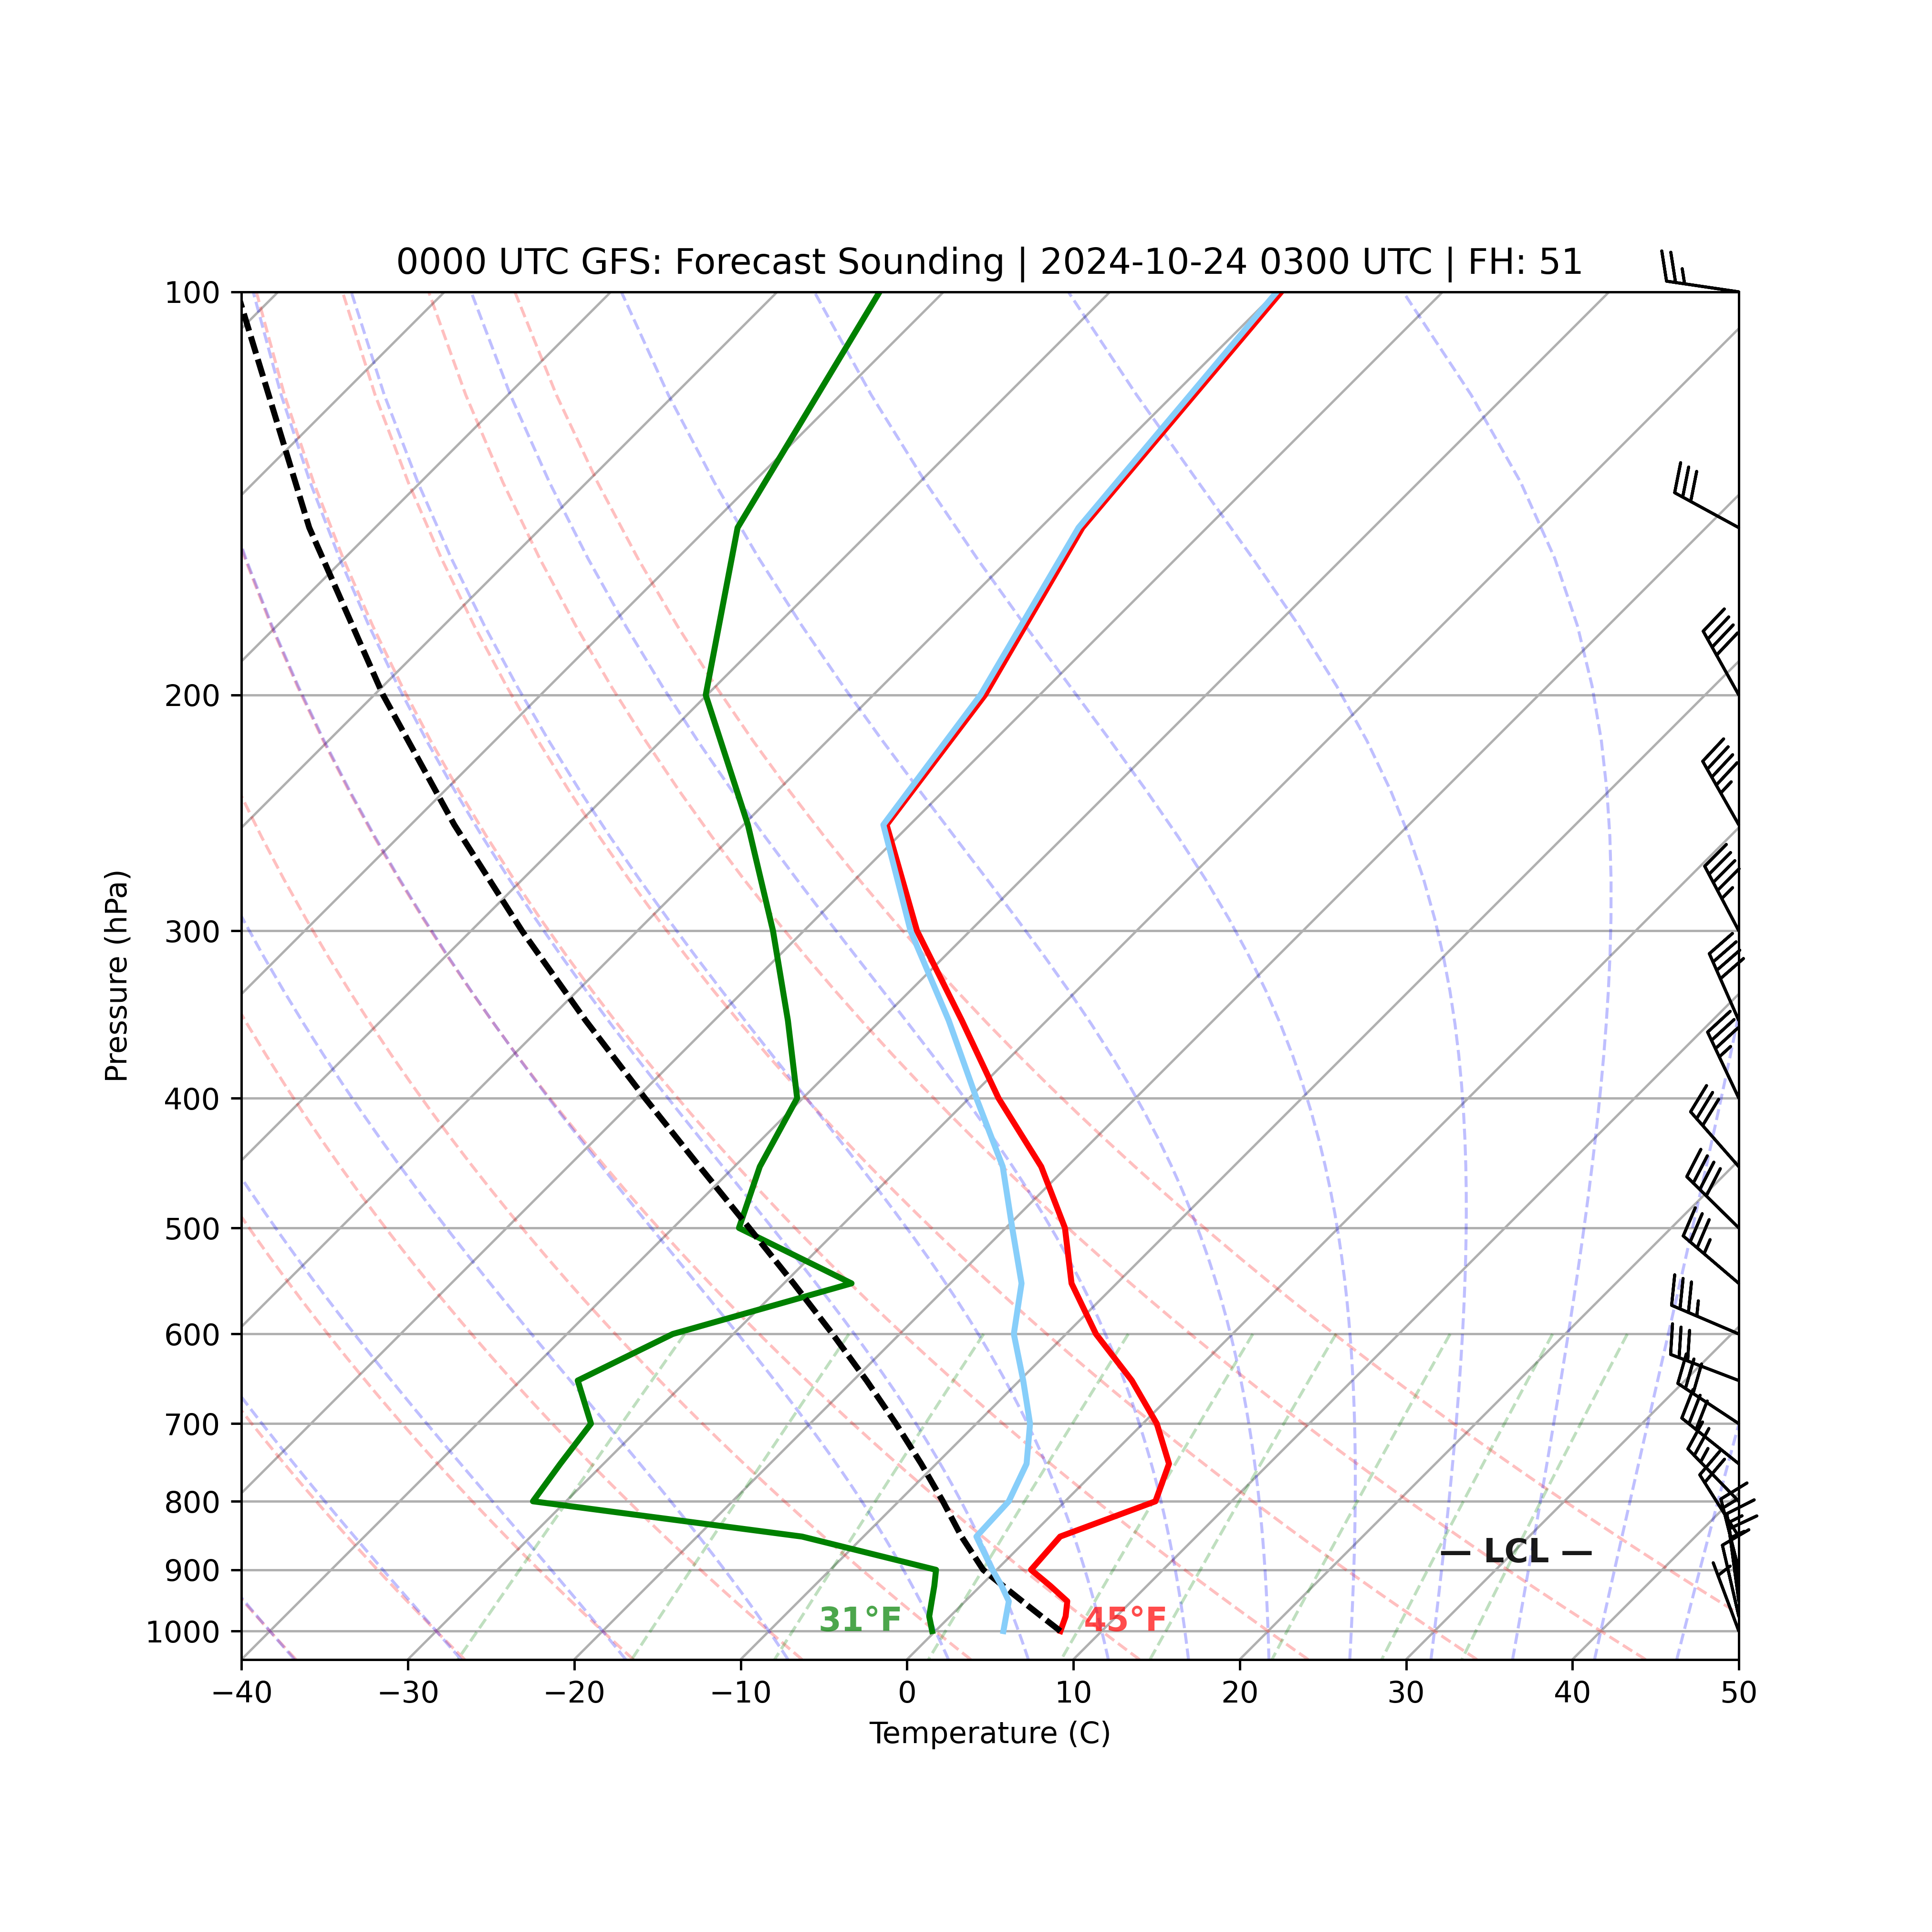 0000 UTC GFS: Forecast Sounding | 2024-10-24 0300 UTC | FH: 51
100
200
300
400
500
600
700
800
900
1000
Pressure (hPa)
— LCL —
31°F
45°F
−40 −30 −20 −10 0 10 20 30 40 50
Temperature (C)